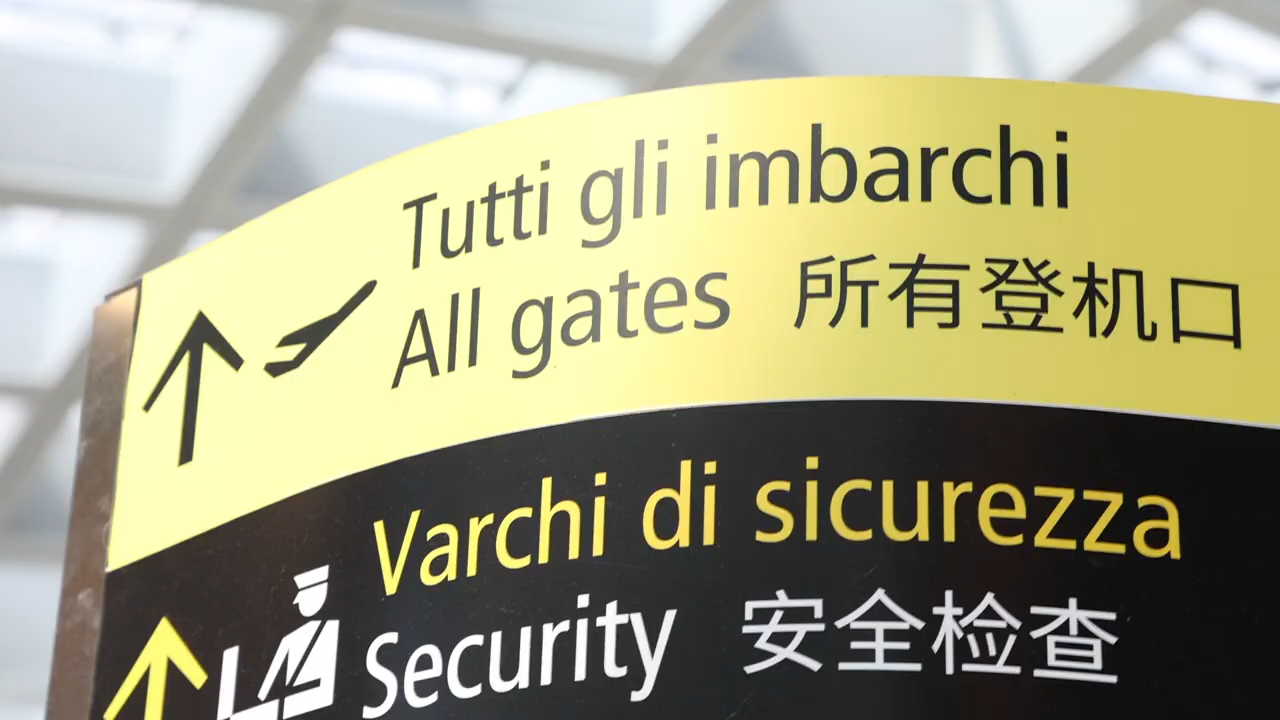 Tutti gli imbarchi
All gates 所有登机口
Varchi di sicurezza
Security 安全检查